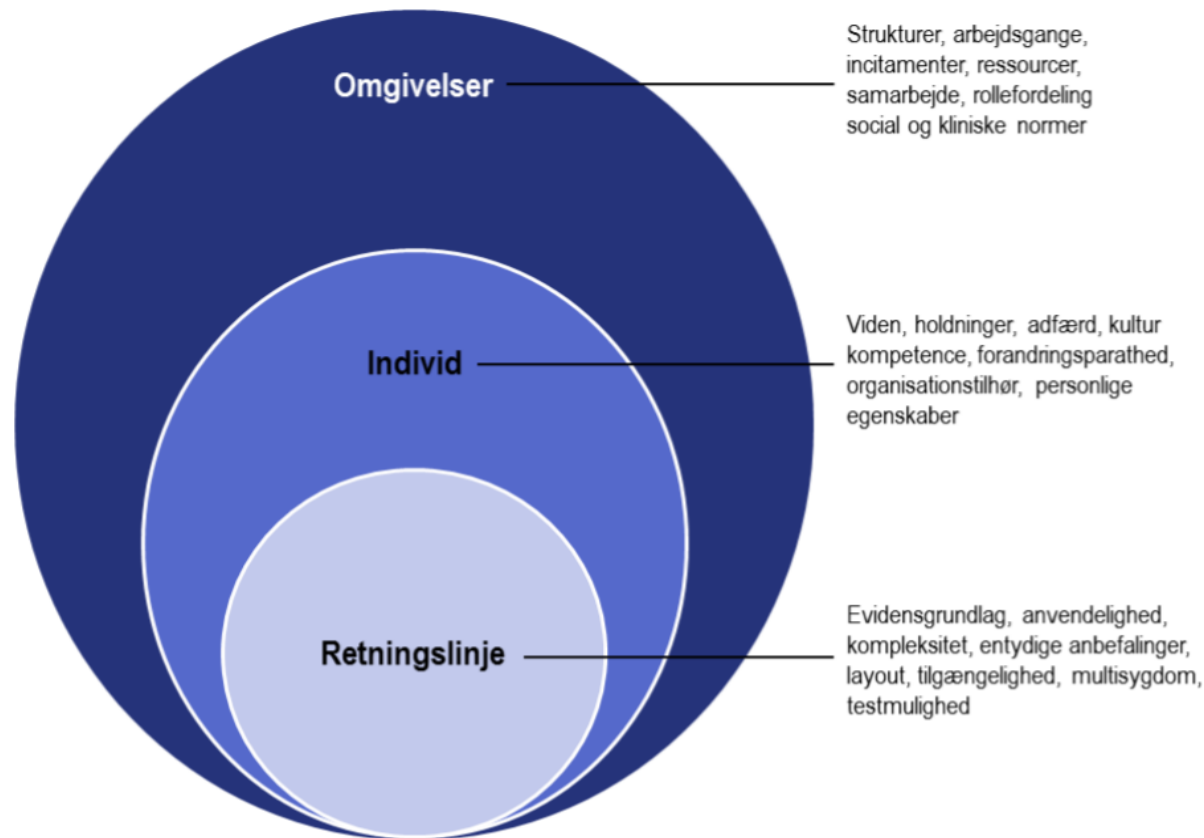 Omgivelser
Strukturer, arbejdsgange,
incitamenter, ressourcer,
samarbejde, rollefordeling
social og kliniske normer
Individ
Viden, holdninger, adfærd, kultur
kompetence, forandringsparathed,
organisationstilhør, personlige
egenskaber
Retningslinje
Evidensgrundlag, anvendelighed,
kompleksitet, entydige anbefalinger,
layout, tilgængelighed, multisygdom,
testmulighed